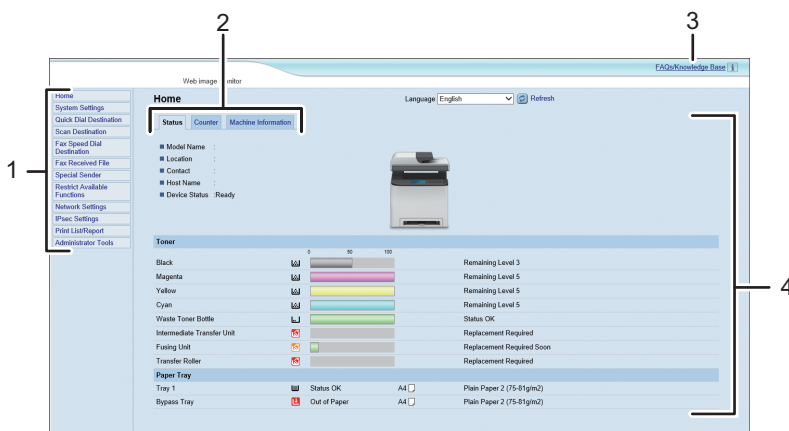 2
3
FAQs/Knowledge Base
Web image nitor
1
Home
System Settings
Quick Dial Destination
Scan Destination
Fax Speed Dial
Destination
Fax Received File
Special Sender
Restrict Available
Functions
Network Settings
IPsec Settings
Print List/Report
Administrator Tools
Home
Language English Refresh
Status Counter Machine Information
Model Name :
Location :
Contact :
Host Name :
Device Status :Ready
4
Toner
0 50 100
Black Remaining Level 3
Magenta Remaining Level 5
Yellow Remaining Level 5
Cyan Remaining Level 5
Waste Toner Bottle Status OK
Intermediate Transfer Unit Replacement Required
Fusing Unit Replacement Required Soon
Transfer Roller Replacement Required
Paper Tray
Tray 1 Status OK A4 Plain Paper 2 (75-81g/m2)
Bypass Tray Out of Paper A4 Plain Paper 2 (75-81g/m2)